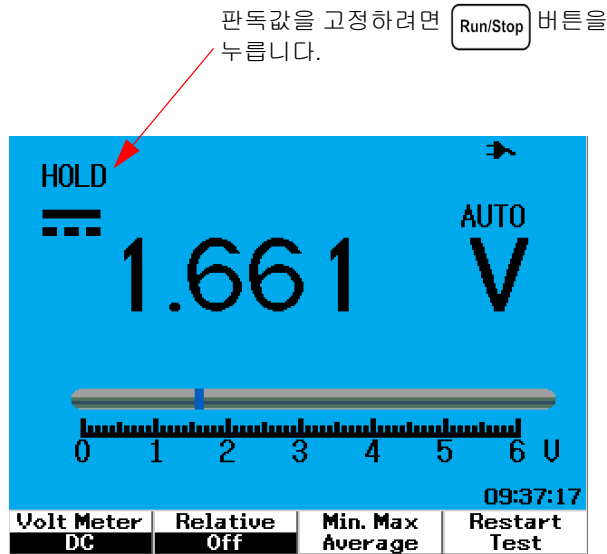 판독값을 고정하려면 Run/Stop 버튼을
누릅니다.
HOLD
AUTO
1.661 V
0 1 2 3 4 5 6 V
09:37:17
Volt Meter Relative Min. Max Restart
DC Off Average Test